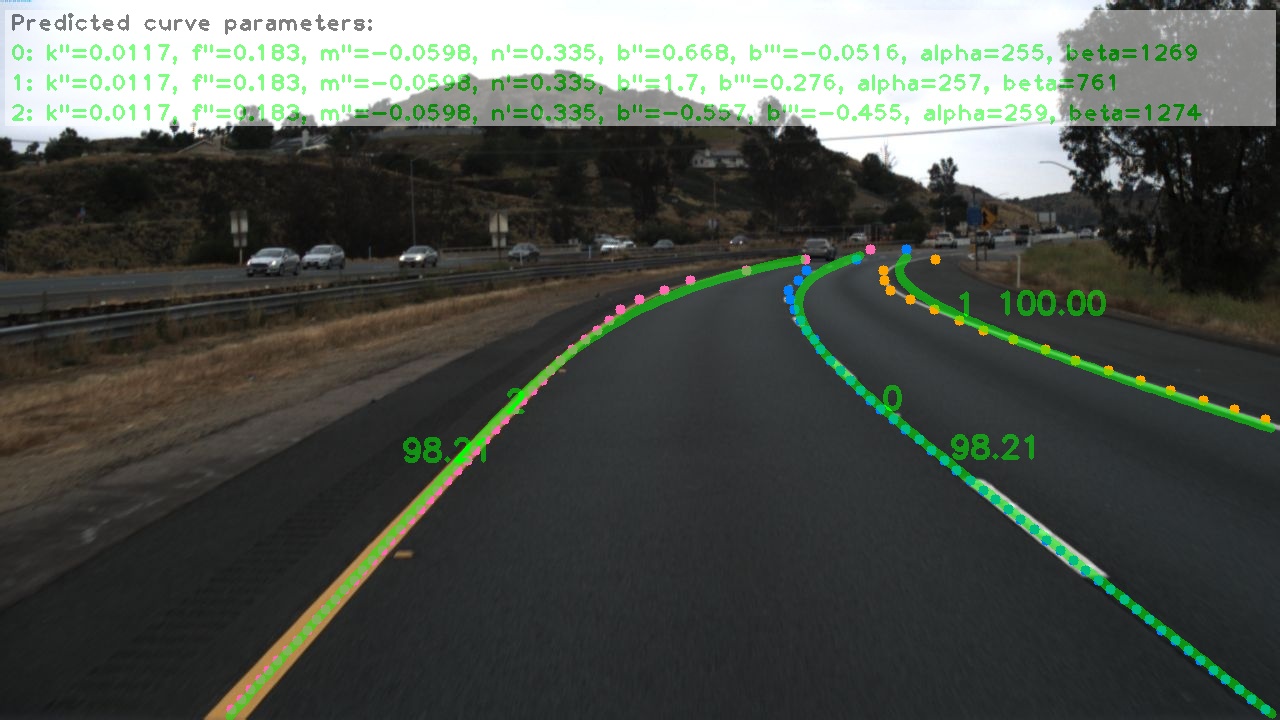 Predicted curve parameters:
0: k''=0.0117, f''=0.183, m''=-0.0598, n'=0.335, b''=0.668, b'''=-0.0516, alpha=255, beta=1269
1: k''=0.0117, f''=0.183, m''=-0.0598, n'=0.335, b''=1.7, b'''=0.276, alpha=257, beta=761
2: k''=0.0117, f''=0.183, m''=-0.0598, n'=0.335, b''=-0.557, b'''=-0.455, alpha=259, beta=1274
1 100.00
2
0
98.21
98.21